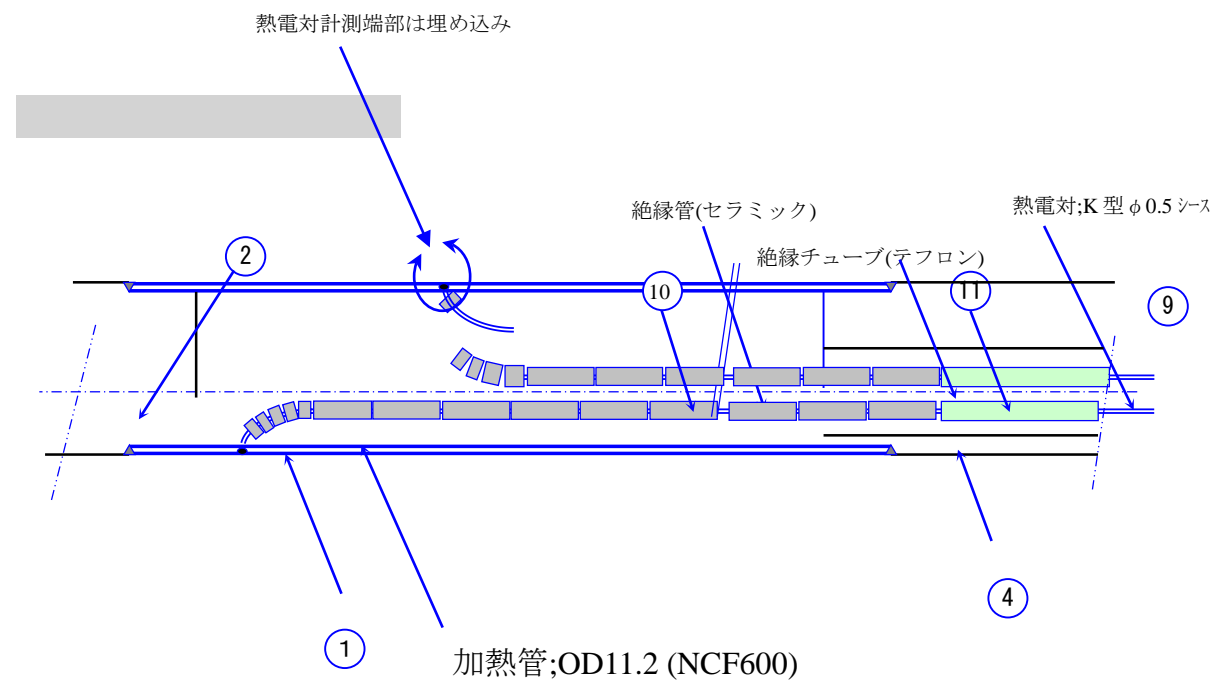 熱電対計測端部は埋め込み
絶縁管(セラミック)
熱電対;K 型φ0.5 シース
絶縁チューブ(テフロン)
2
10
11
9
4
1
加熱管;OD11.2 (NCF600)